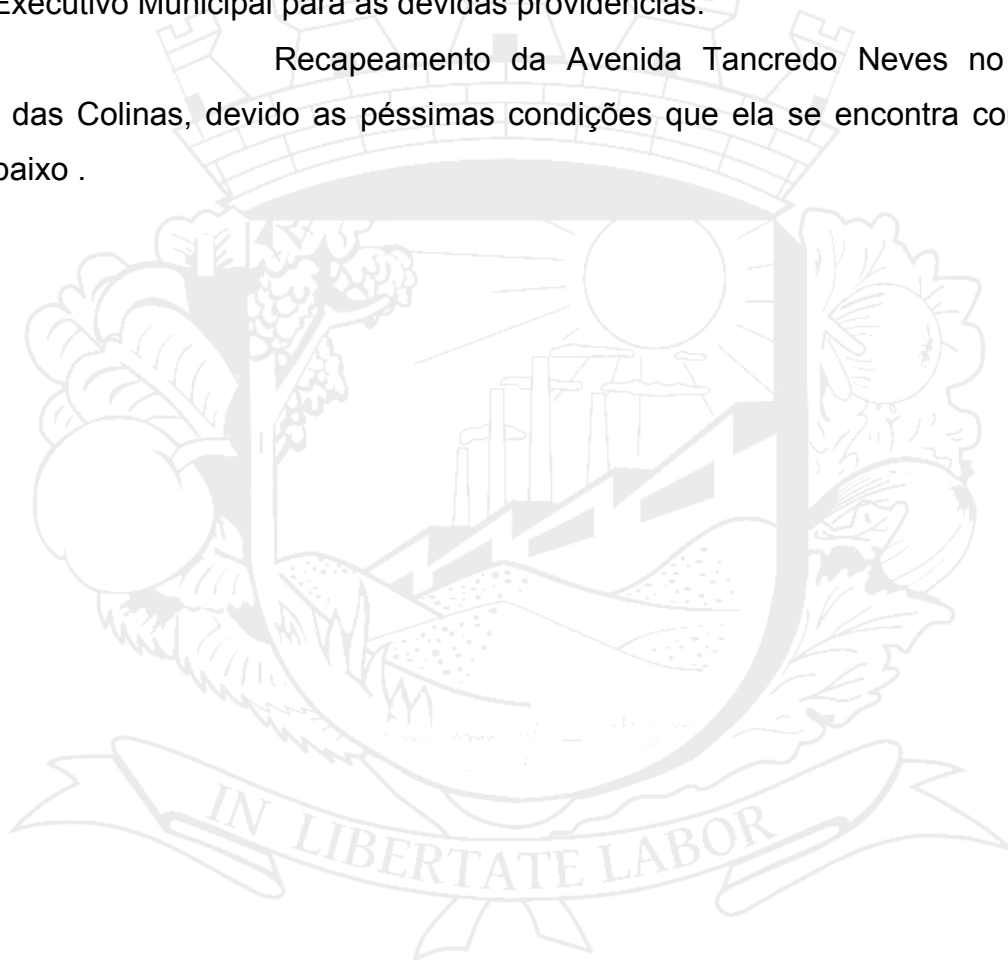 Executivo Municipal para as devidas providências.
Recapeamento da Avenida Tancredo Neves no
das Colinas, devido as péssimas condições que ela se encontra co
baixo .
IN LIBERTATE LABOR